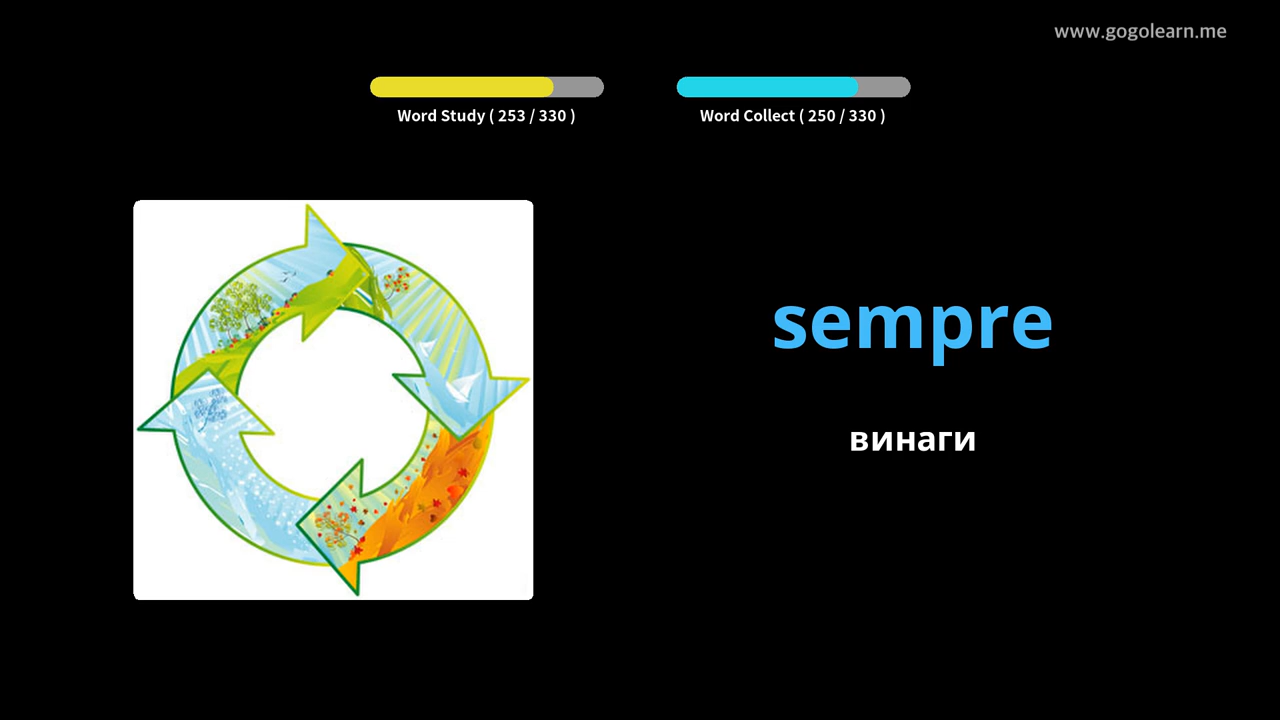 www.gogolearn.me
Word Study ( 253 / 330 )
Word Collect ( 250 / 330 )
sempre
винаги